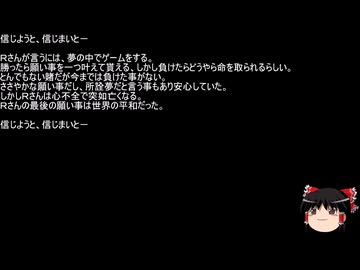 信じようと、信じまいとー
Rさんが言うには、夢の中でゲームをする。
勝ったら願い事を一つ叶えて貰える、しかし負けたらどうやら命を取られるらしい。
とんでもない賭だが今までは負けた事がない。
ささやかな願い事だし、所詮夢だと言う事もあり安心していた。
しかしRさんは心不全で突如亡くなる。
Rさんの最後の願い事は世界の平和だった。
信じようと、信じまいとー